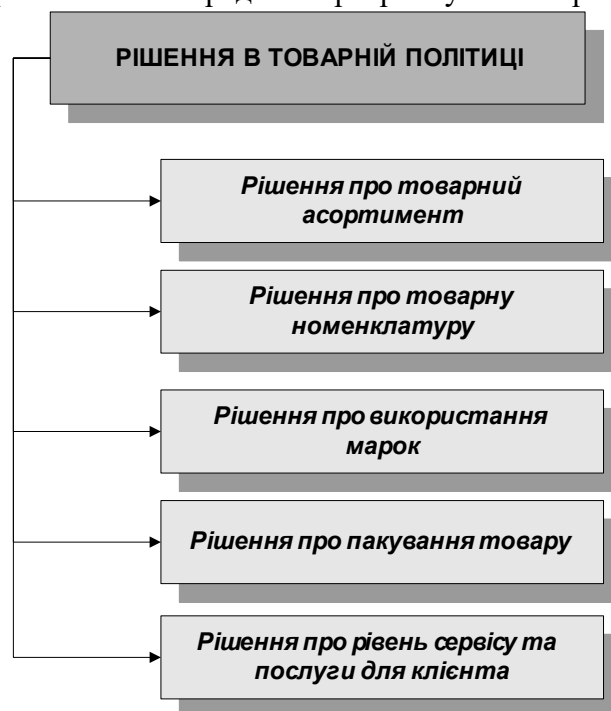 РІШЕННЯ В ТОВАРНІЙ ПОЛІТИЦІ
Рішення про товарний
асортимент
Рішення про товарну
номенклатуру
Рішення про використання
марок
Рішення про пакування товару
Рішення про рівень сервісу та
послуги для клієнта